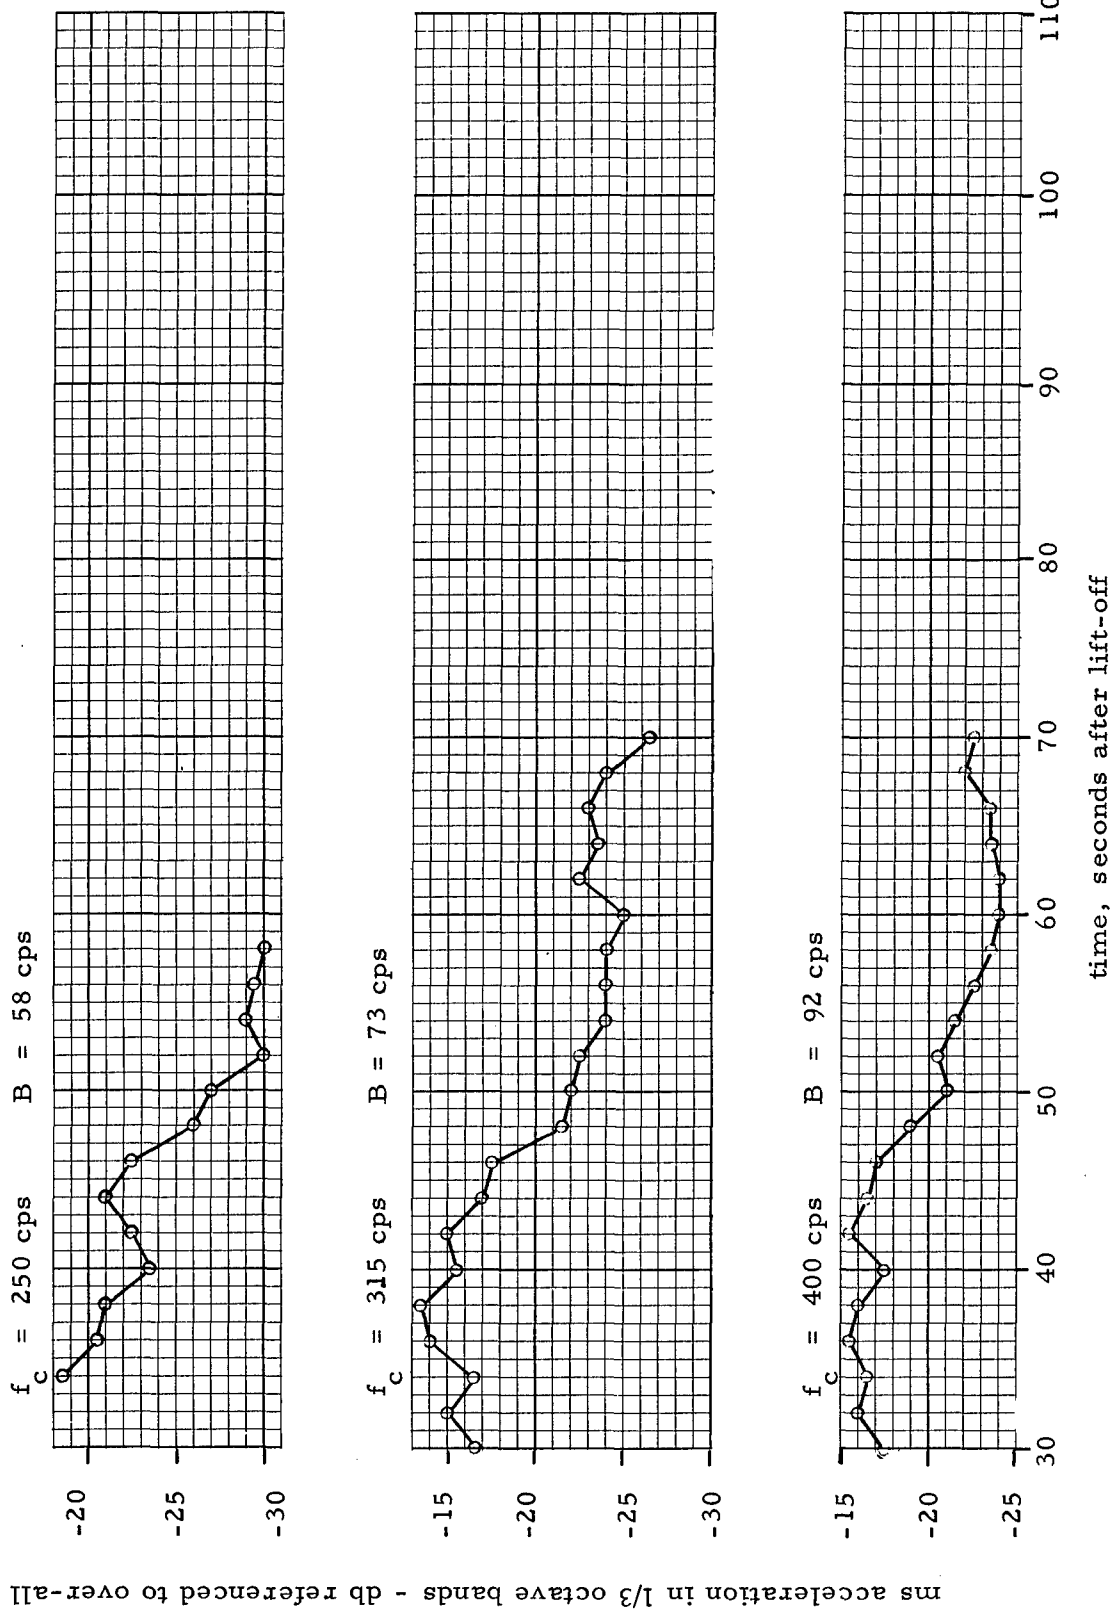 ms acceleration in 1/3 octave bands - db referenced to over-all
f_c = 250 cps B = 58 cps
-20
-25
-30
f_c = 315 cps B = 73 cps
-15
-20
-25
-30
f_c = 400 cps B = 92 cps
-15
-20
-25
30 40 50 60 70 80 90 100 110
time, seconds after lift-off